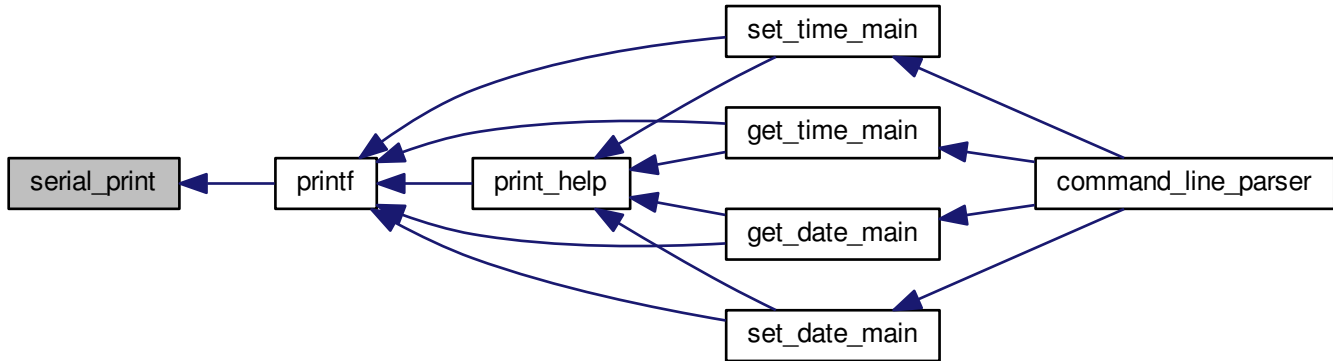 set_time_main
get_time_main
serial_print
printf
print_help
command_line_parser
get_date_main
set_date_main